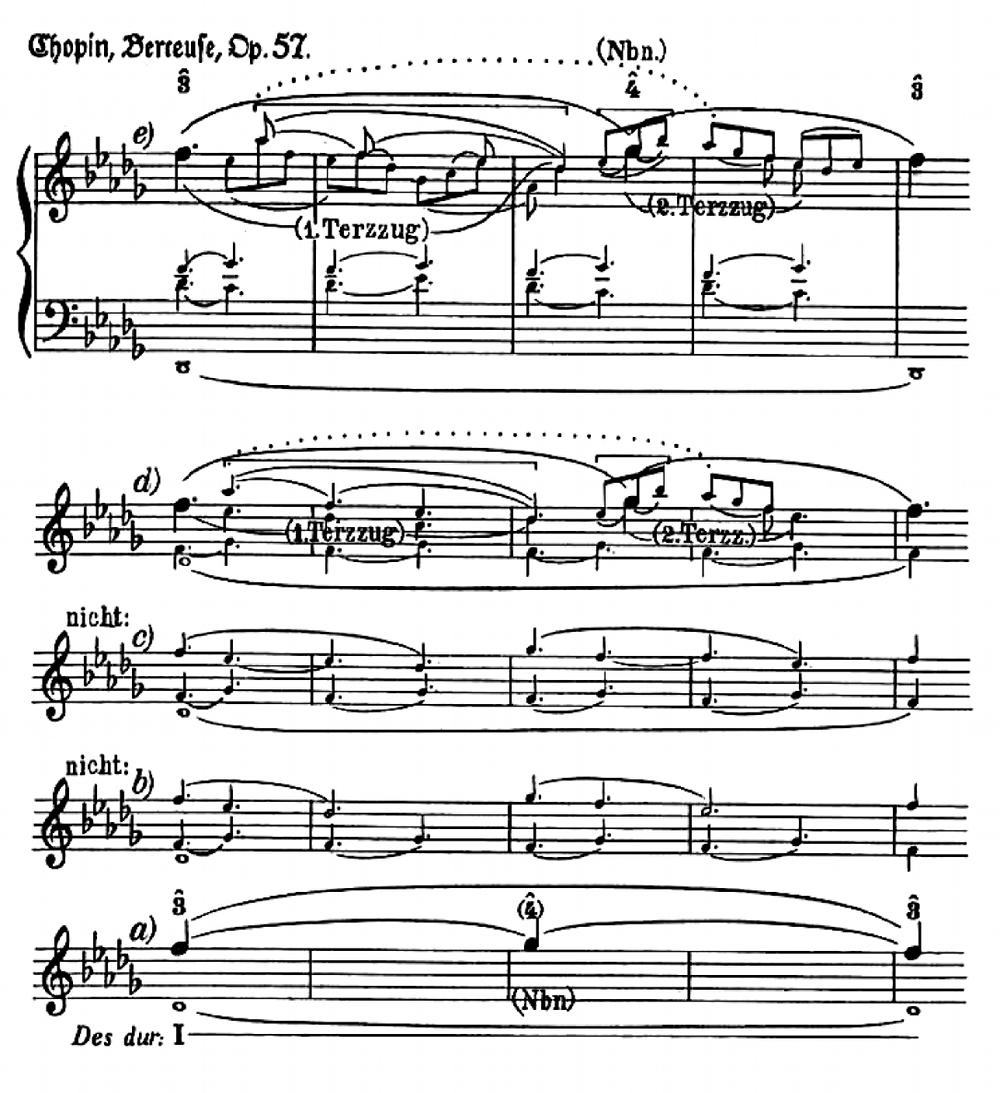 Chopin, Berceuse, Op. 57.
(Nbn.)
3̂ 4̂ 3̂
e)
(1. Terzzug) (2. Terzzug)
d)
(1. Terzzug) (2. Terzz.)
nicht:
c)
nicht:
b)
3̂ (4̂) 3̂
a)
(Nbn)
Des dur: I